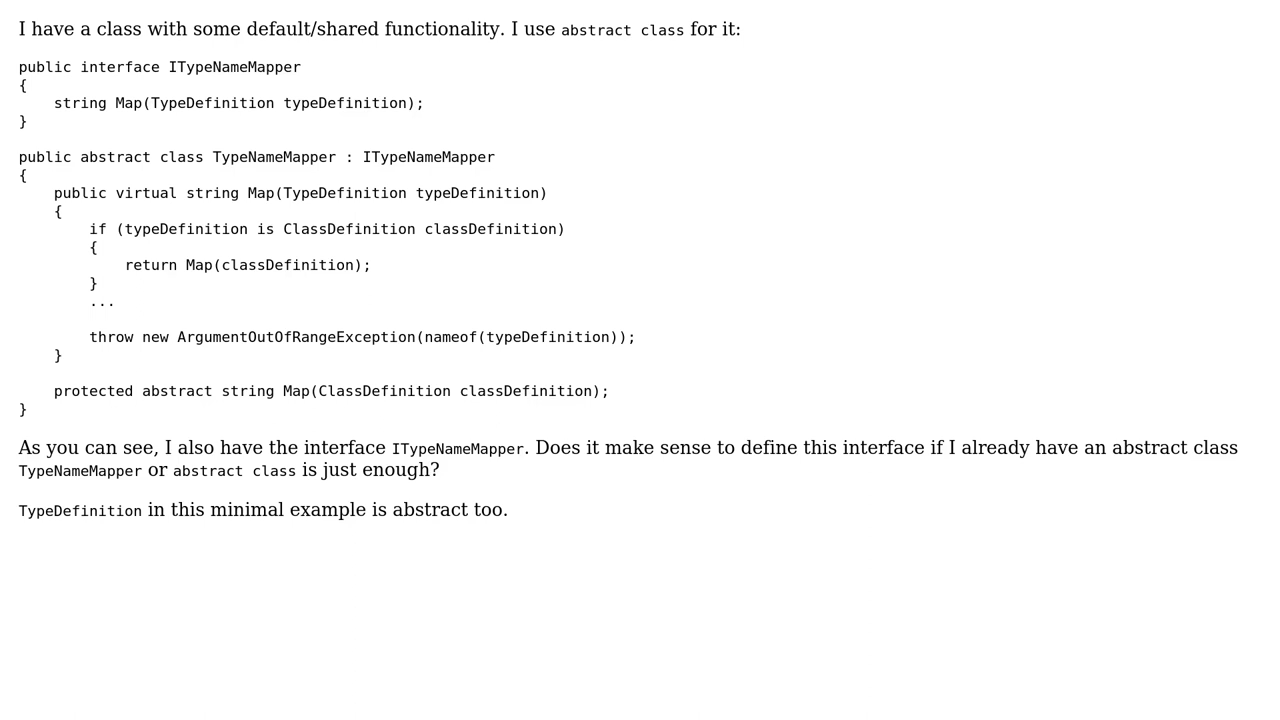 I have a class with some default/shared functionality. I use abstract class for it:
public interface ITypeNameMapper
{
    string Map(TypeDefinition typeDefinition);
}
public abstract class TypeNameMapper : ITypeNameMapper
{
    public virtual string Map(TypeDefinition typeDefinition)
    {
        if (typeDefinition is ClassDefinition classDefinition)
        {
            return Map(classDefinition);
        }
        ...
        throw new ArgumentOutOfRangeException(nameof(typeDefinition));
    }
    protected abstract string Map(ClassDefinition classDefinition);
}
As you can see, I also have the interface ITypeNameMapper. Does it make sense to define this interface if I already have an abstract class
TypeNameMapper or abstract class is just enough?
TypeDefinition in this minimal example is abstract too.